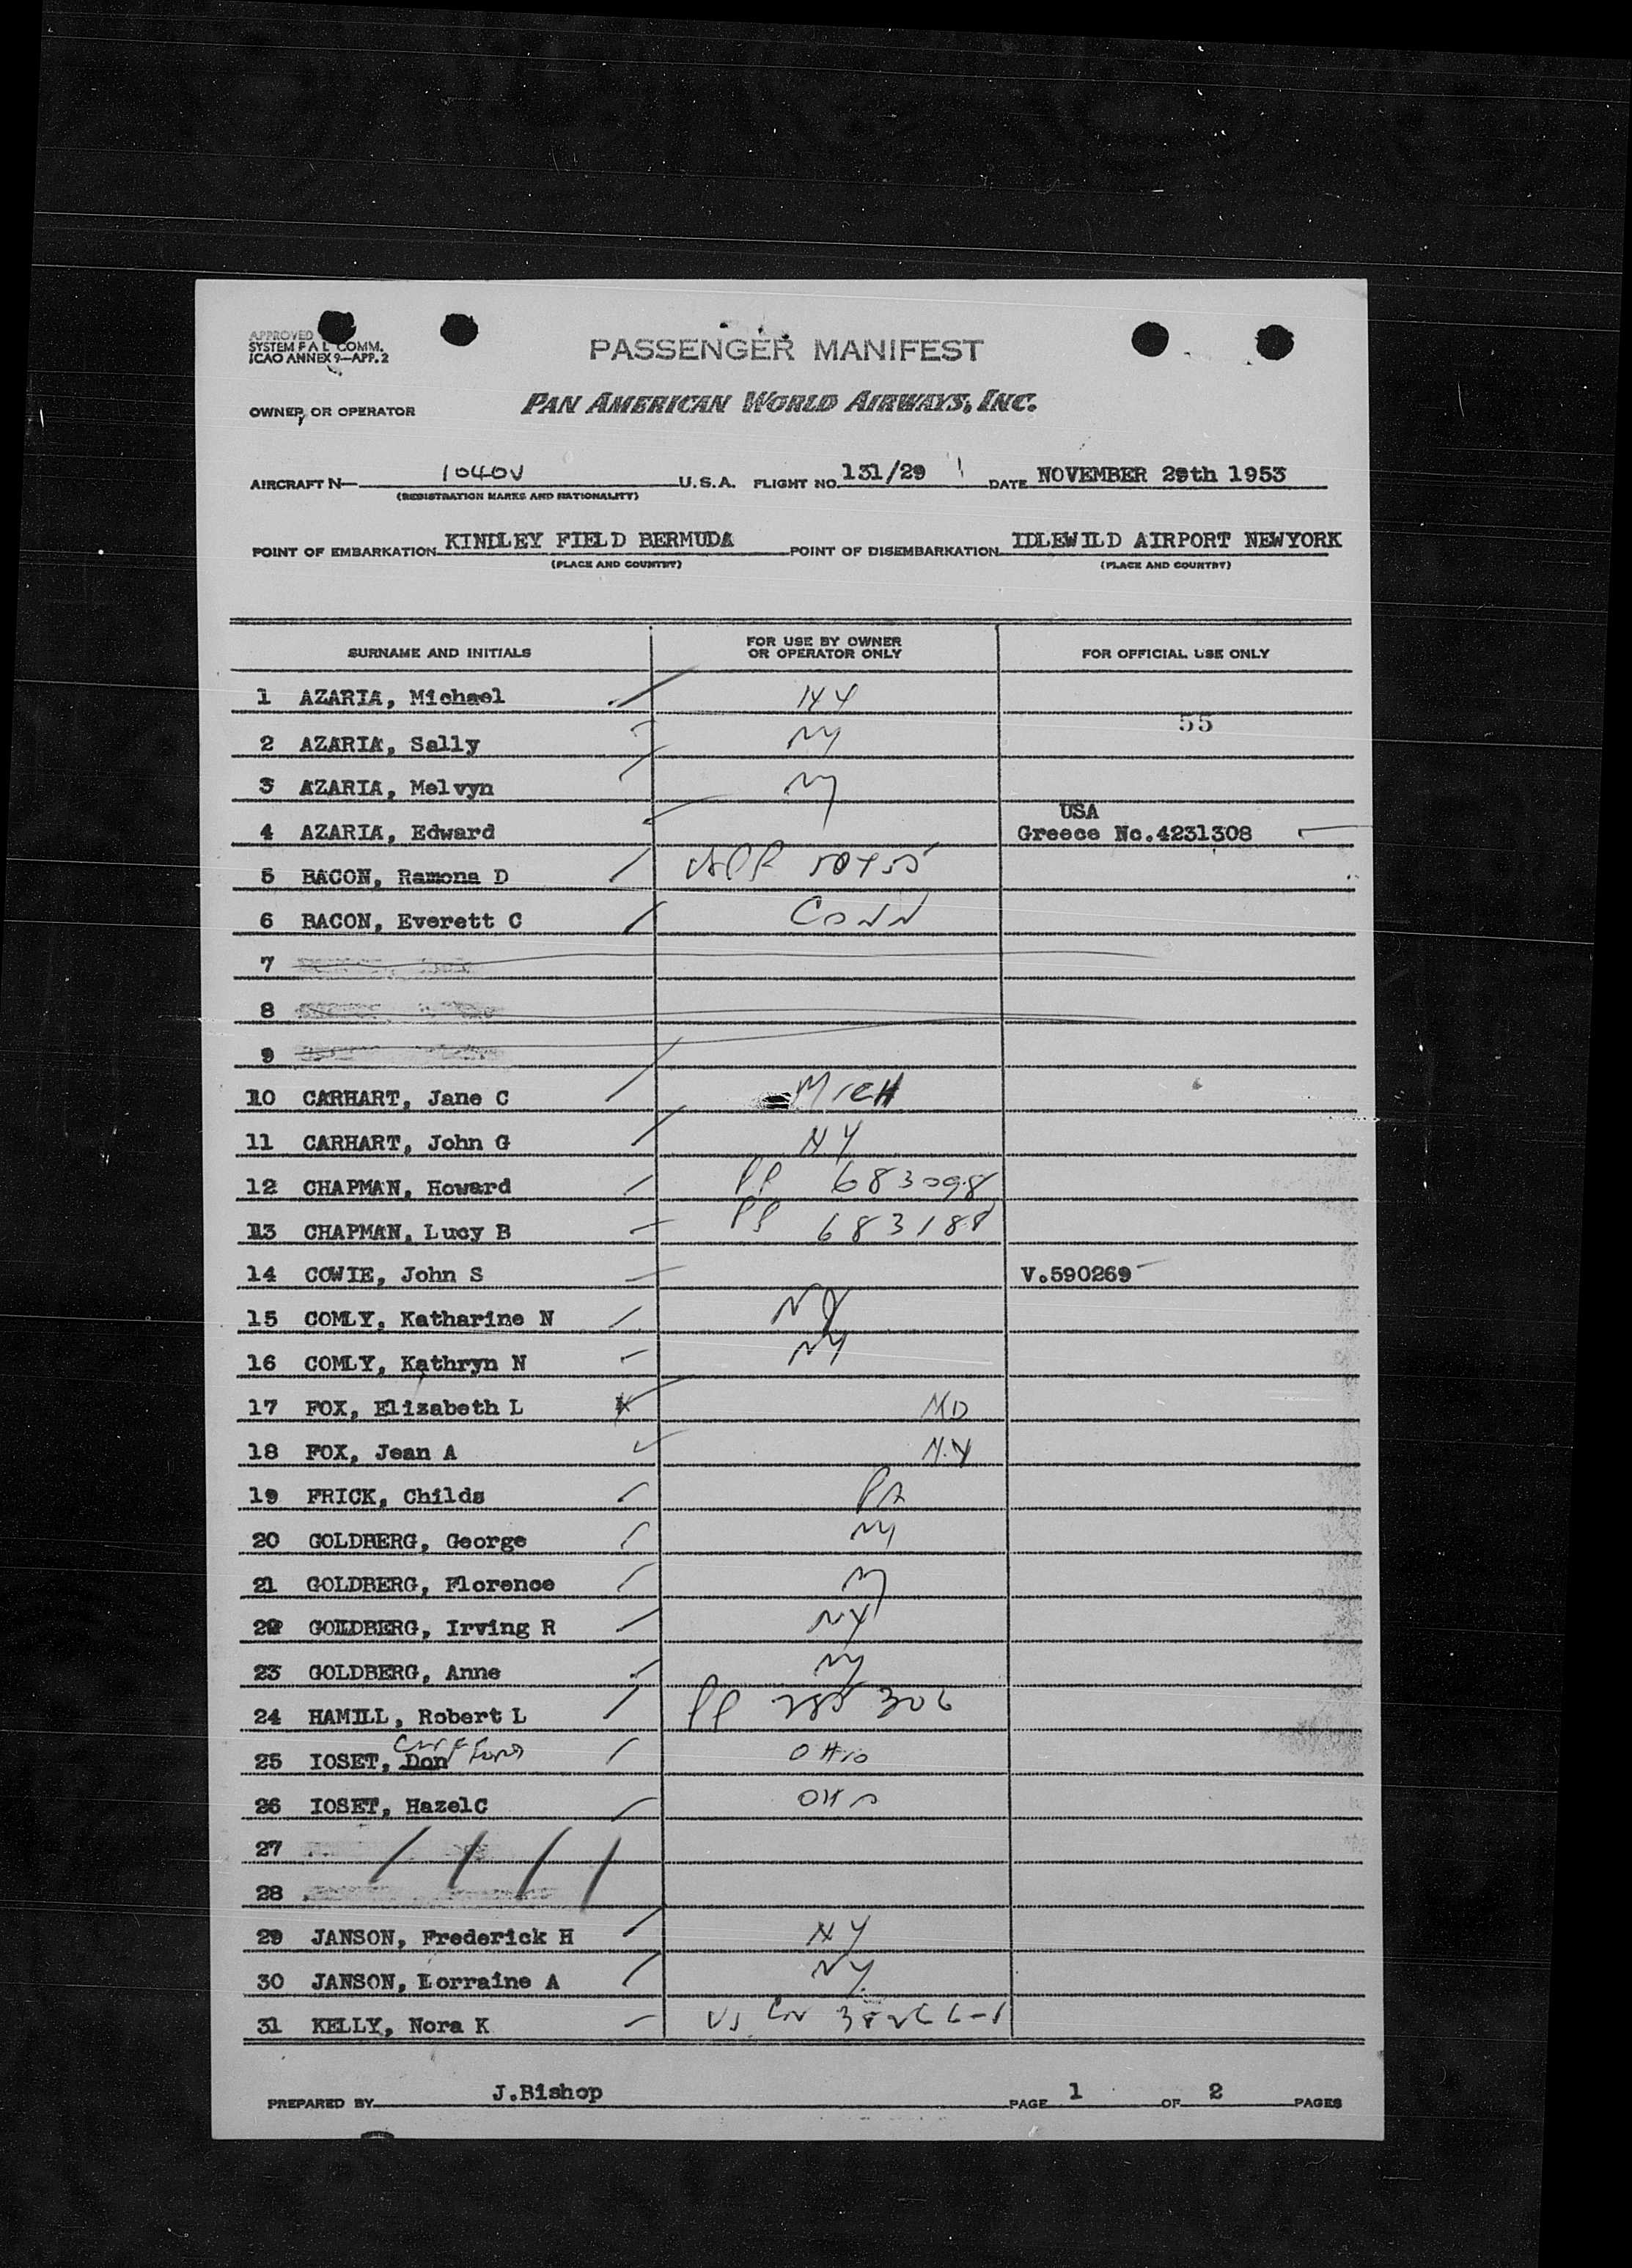 APPROVED
SYSTEM F A L COMM.
ICAO ANNEX 9—APP. 2
PASSENGER MANIFEST
OWNER OR OPERATOR PAN AMERICAN WORLD AIRWAYS, INC.
AIRCRAFT N— 1040V U.S.A. FLIGHT NO. 131/29 DATE NOVEMBER 29th 1953
(REGISTRATION MARKS AND NATIONALITY)
POINT OF EMBARKATION KINDLEY FIELD BERMUDA POINT OF DISEMBARKATION IDLEWILD AIRPORT NEWYORK
(PLACE AND COUNTRY) (PLACE AND COUNTRY)
SURNAME AND INITIALS FOR USE BY OWNER OR OPERATOR ONLY FOR OFFICIAL USE ONLY
1 AZARIA, Michael NY
55
2 AZARIA, Sally NY
3 AZARIA, Melvyn NY
USA
4 AZARIA, Edward Greece No.4231308
5 BACON, Ramona D
6 BACON, Everett C CONN
7
8
9
10 CARHART, Jane C MICH
11 CARHART, John G NY
12 CHAPMAN, Howard PP 683098
13 CHAPMAN, Lucy B PP 683188
14 COWIE, John S V.590269
15 COMLY, Katharine N
16 COMLY, Kathryn N NY
17 FOX, Elizabeth L MD
18 FOX, Jean A N.Y
19 FRICK, Childs PA
20 GOLDBERG, George NY
21 GOLDBERG, Florence NY
22 GOLDBERG, Irving R NY
23 GOLDBERG, Anne NY
24 HAMILL, Robert L PP 306
Clifford
25 IOSET, Don OHIO
26 IOSET, HazelC OHIO
27
28
29 JANSON, Frederick H NY
30 JANSON, Lorraine A NY
31 KELLY, Nora K US
PREPARED BY J.Bishop PAGE 1 OF 2 PAGES